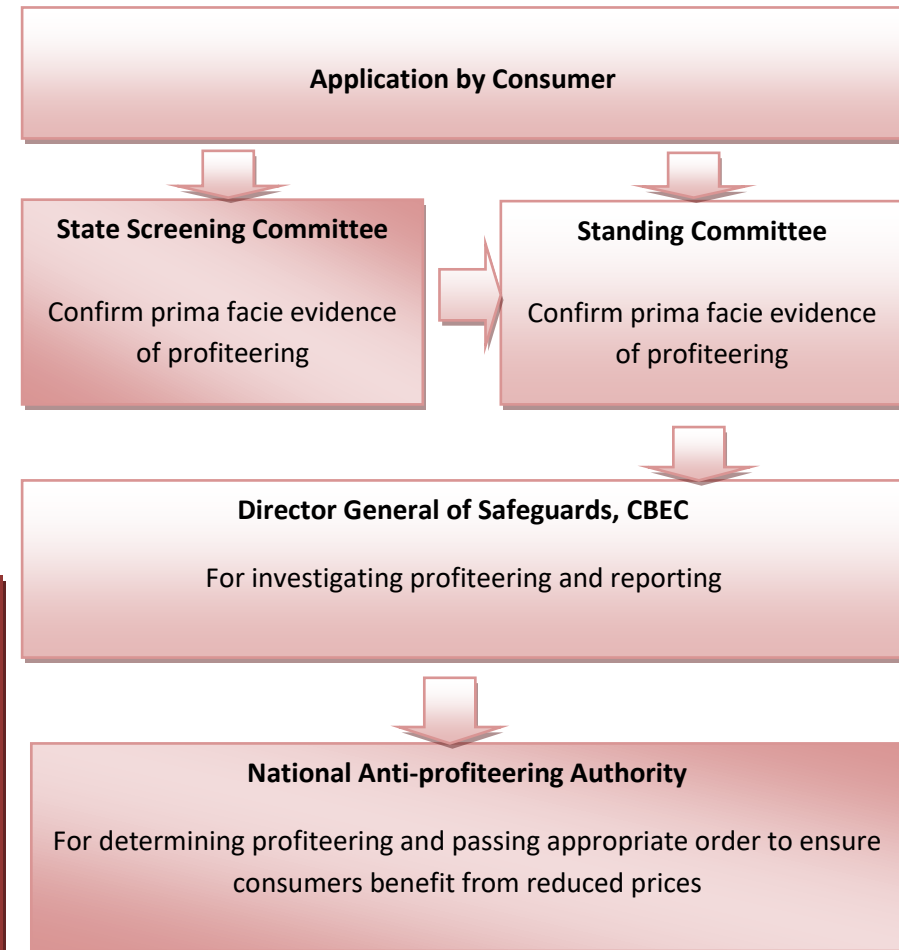 Application by Consumer
State Screening Committee
Confirm prima facie evidence
of profiteering
Standing Committee
Confirm prima facie evidence
of profiteering
Director General of Safeguards, CBEC
For investigating profiteering and reporting
National Anti-profiteering Authority
For determining profiteering and passing appropriate order to ensure
consumers benefit from reduced prices